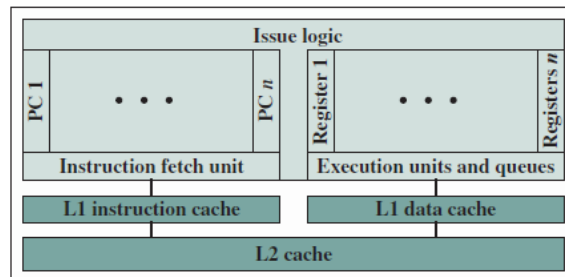 Issue logic
PC 1
• • •
PC n
Register 1
• • •
Registers n
Instruction fetch unit
Execution units and queues
L1 instruction cache
L1 data cache
L2 cache